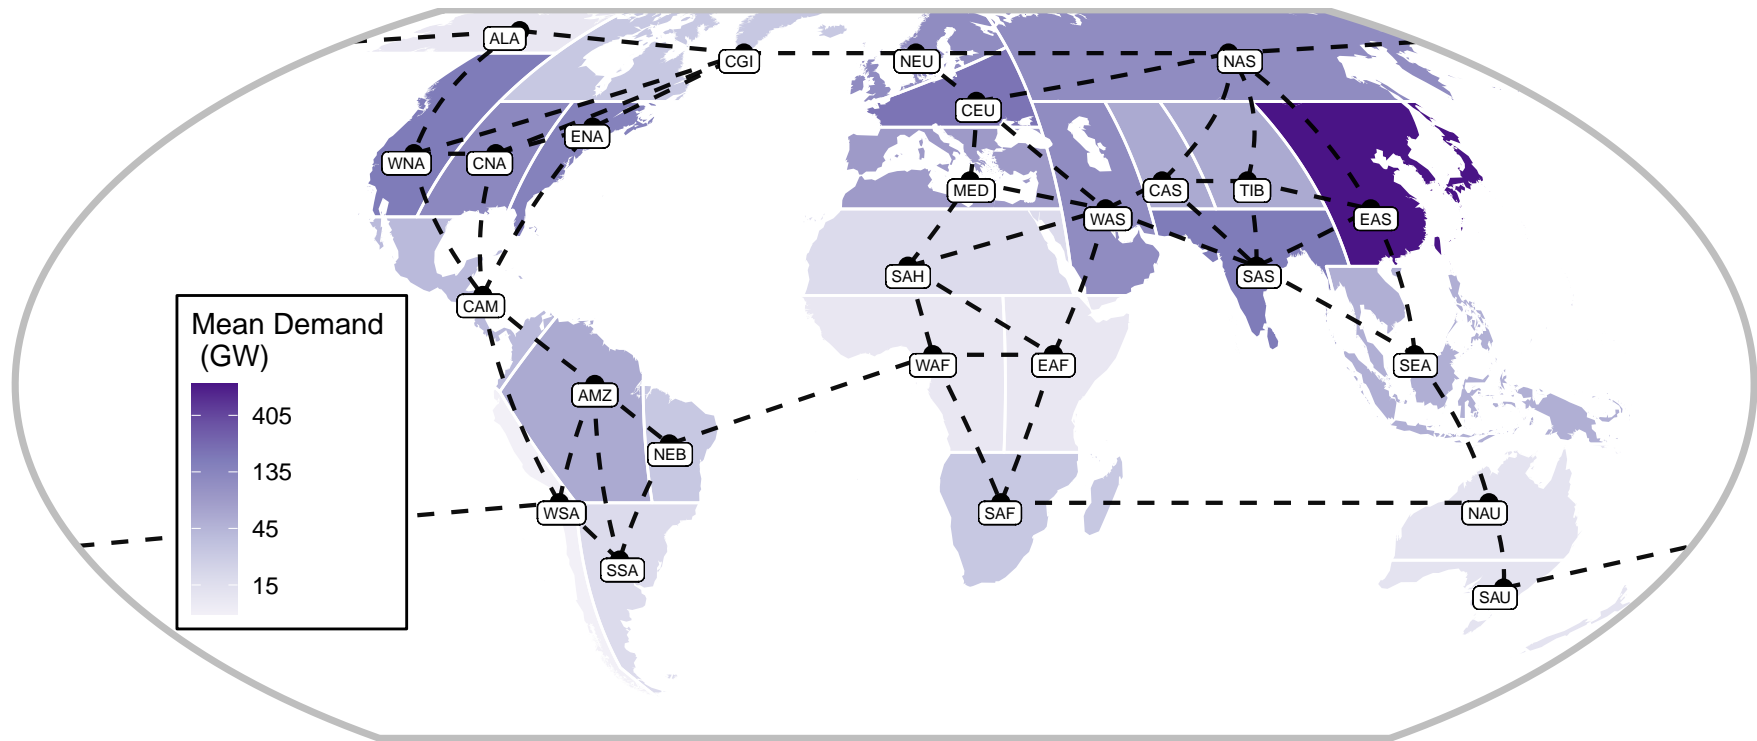 ALA
CGI
NEU
NAS
CEU
ENA
WNA
CNA
MED
CAS
TIB
WAS
EAS
SAH
SAS
CAM
Mean Demand
(GW)
405
135
45
15
WAF
EAF
SEA
AMZ
NEB
WSA
SAF
NAU
SSA
SAU